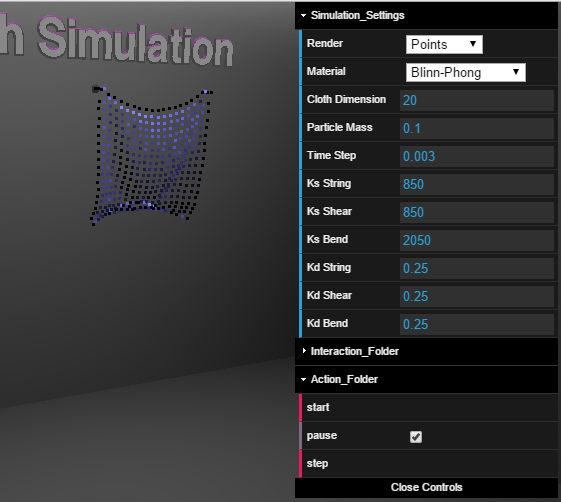 h Simulation
Simulation_Settings
Render Points
Material Blinn-Phong
Cloth Dimension 20
Particle Mass 0.1
Time Step 0.003
Ks String 850
Ks Shear 850
Ks Bend 2050
Kd String 0.25
Kd Shear 0.25
Kd Bend 0.25
Interaction_Folder
Action_Folder
start
pause
step
Close Controls